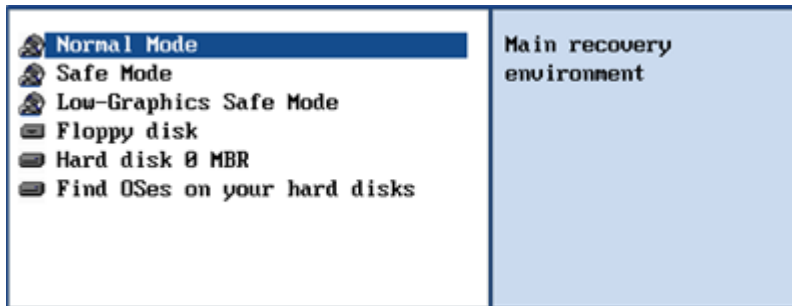 Normal Mode
Safe Mode
Low-Graphics Safe Mode
Floppy disk
Hard disk 0 MBR
Find OSes on your hard disks
Main recovery
environment